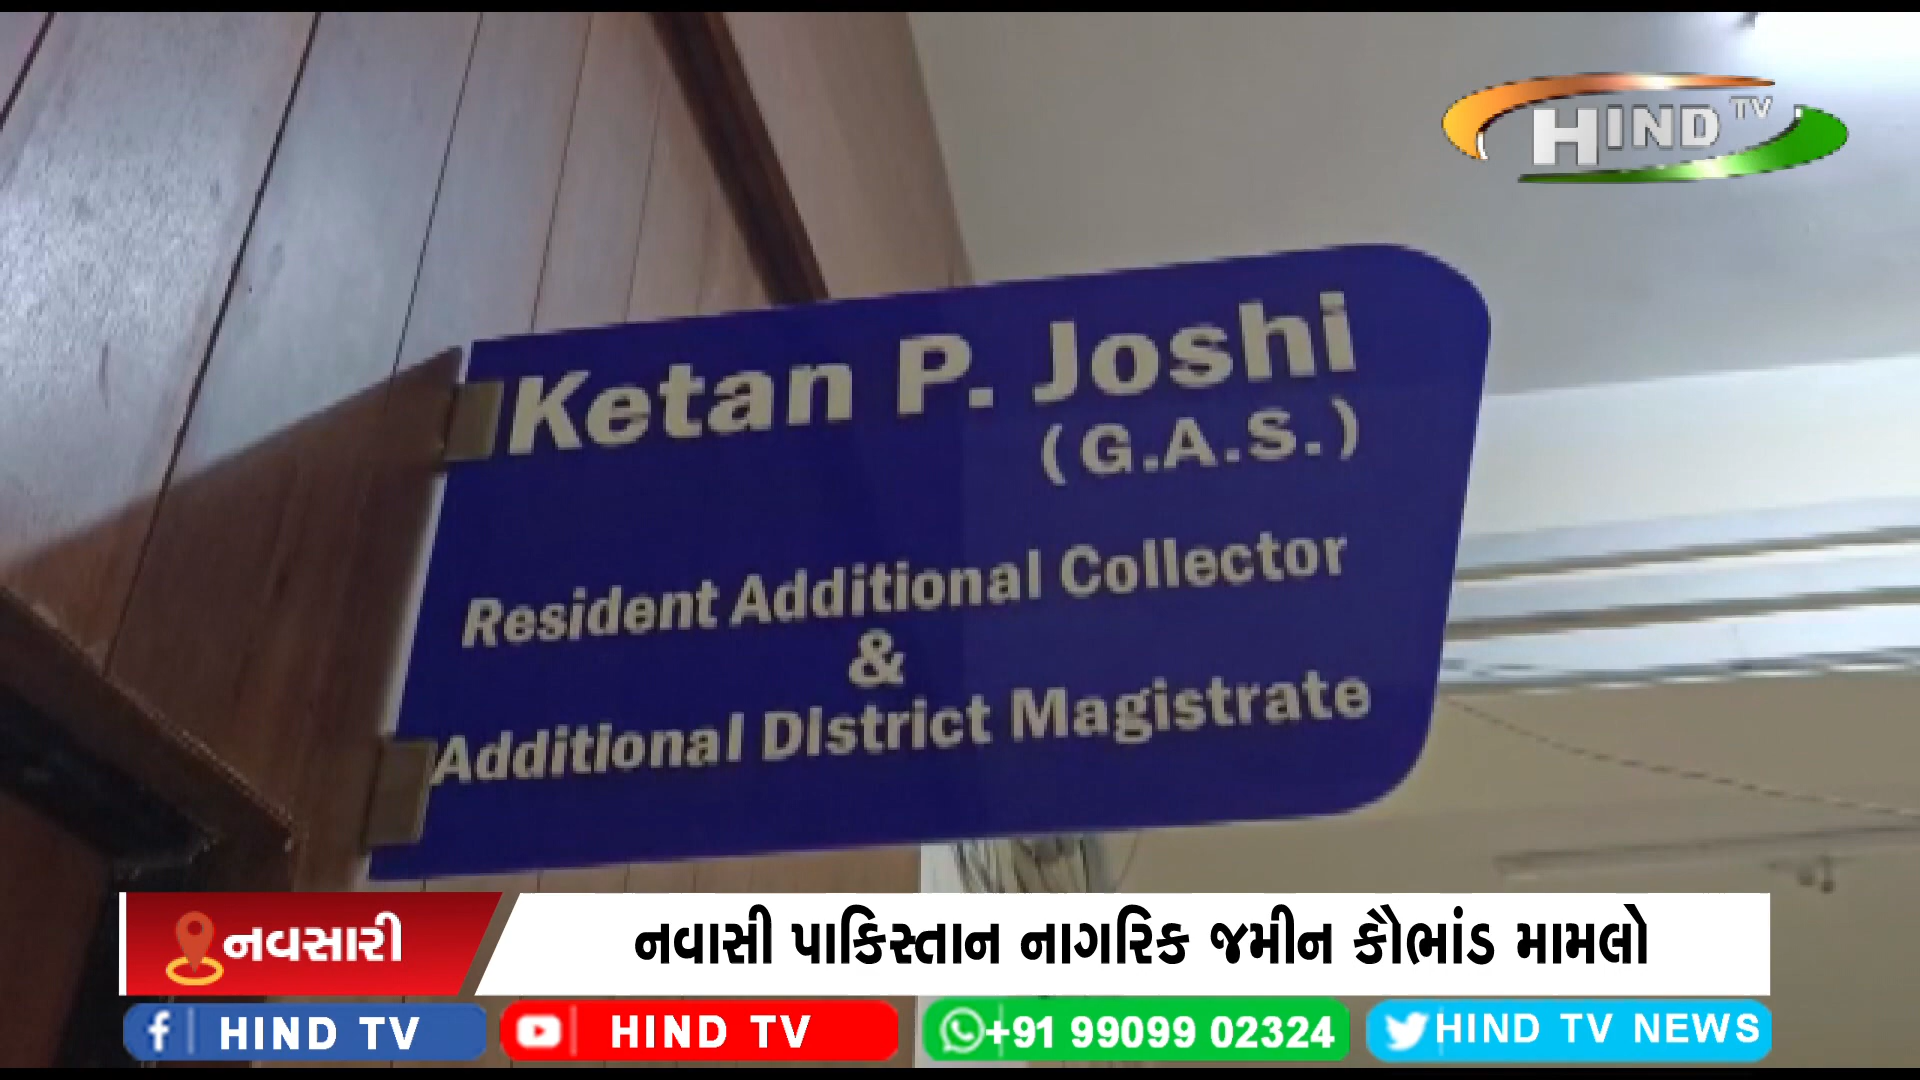 HIND TV
Ketan P. Joshi
(G.A.S.)
Resident Additional Collector
&
Additional DIstrict Magistrate
નવસારી
નવાસી પાકિસ્તાન નાગરિક જમીન કૌભાંડ મામલો
HIND TV
HIND TV
+91 99099 02324
HIND TV NEWS